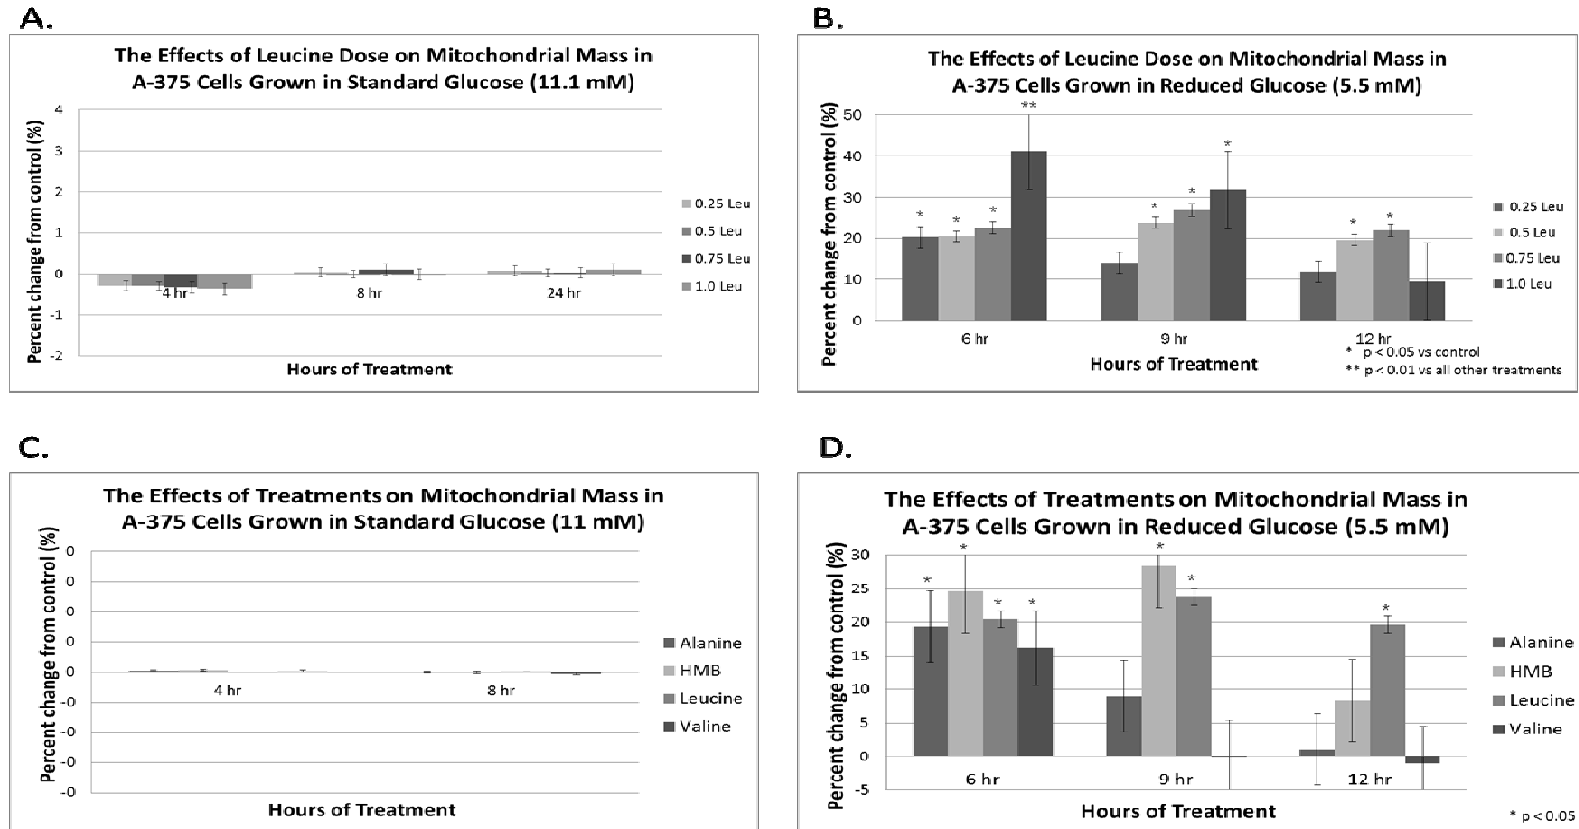 A.
The Effects of Leucine Dose on Mitochondrial Mass in
A-375 Cells Grown in Standard Glucose (11.1 mM)
Percent change from control (%)
4
3
2
1
0
-1
-2
4 hr
8 hr
24 hr
Hours of Treatment
0.25 Leu
0.5 Leu
0.75 Leu
1.0 Leu
B.
The Effects of Leucine Dose on Mitochondrial Mass in
A-375 Cells Grown in Reduced Glucose (5.5 mM)
Percent change from control (%)
50
40
30
20
10
0
*
*
*
**
*
*
*
*
*
6 hr
9 hr
12 hr
Hours of Treatment
0.25 Leu
0.5 Leu
0.75 Leu
1.0 Leu
* p < 0.05 vs control
** p < 0.01 vs all other treatments
C.
The Effects of Treatments on Mitochondrial Mass in
A-375 Cells Grown in Standard Glucose (11 mM)
Percent change from control (%)
0
0
0
0
0
-0
-0
-0
-0
4 hr
8 hr
Hours of Treatment
Alanine
HMB
Leucine
Valine
D.
The Effects of Treatments on Mitochondrial Mass in
A-375 Cells Grown in Reduced Glucose (5.5 mM)
Percent change from control (%)
30
25
20
15
10
5
0
-5
*
*
*
*
*
*
*
6 hr
9 hr
12 hr
Hours of Treatment
Alanine
HMB
Leucine
Valine
* p < 0.05